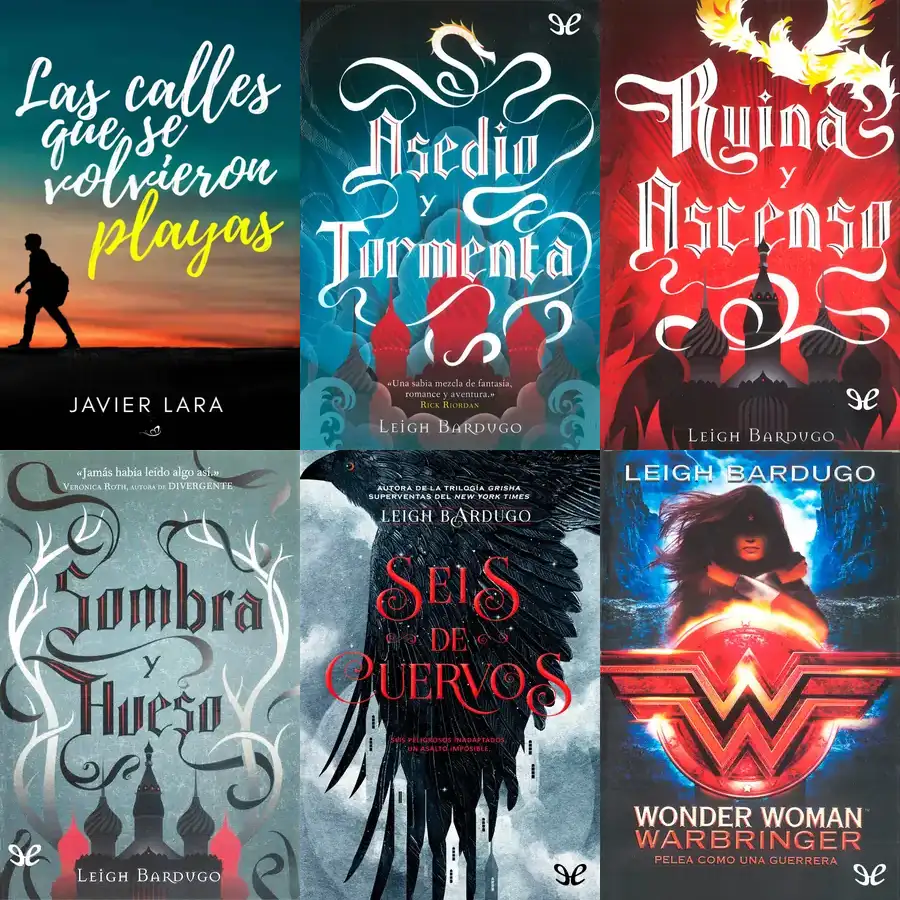 Las calles
que se
volvieron
playas
JAVIER LARA
Asedio
y
Tormenta
«Una sabia mezcla de fantasía,
romance y aventura.»
RICK RIORDAN
LEIGH BARDUGO
Ruina
y
Ascenso
LEIGH BARDUGO
«Jamás había leído algo así.»
VERONICA ROTH, AUTORA DE DIVERGENTE
Sombra
y
Hueso
LEIGH BARDUGO
AUTORA DE LA TRILOGÍA GRISHA
SUPERVENTAS DEL NEW YORK TIMES
LEIGH BARDUGO
SEIS
DE
CUERVOS
SEIS PELIGROSOS INADAPTADOS.
UN ASALTO IMPOSIBLE.
LEIGH BARDUGO
WONDER WOMAN™
WARBRINGER
PELEA COMO UNA GUERRERA